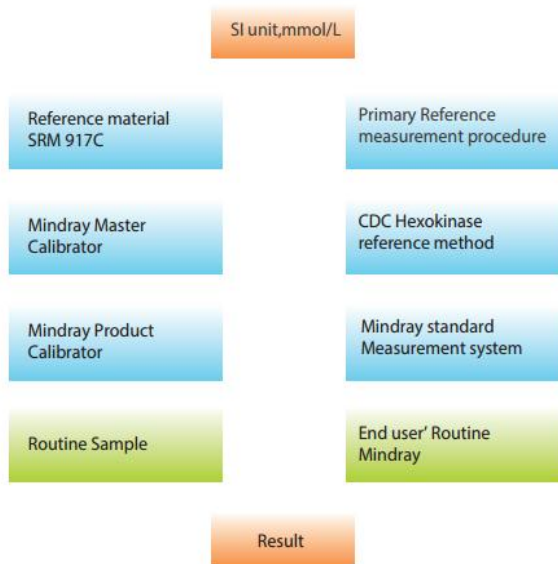 SI unit,mmol/L
Reference material
SRM 917C
Primary Reference
measurement procedure
Mindray Master
Calibrator
CDC Hexokinase
reference method
Mindray Product
Calibrator
Mindray standard
Measurement system
Routine Sample
End user' Routine
Mindray
Result